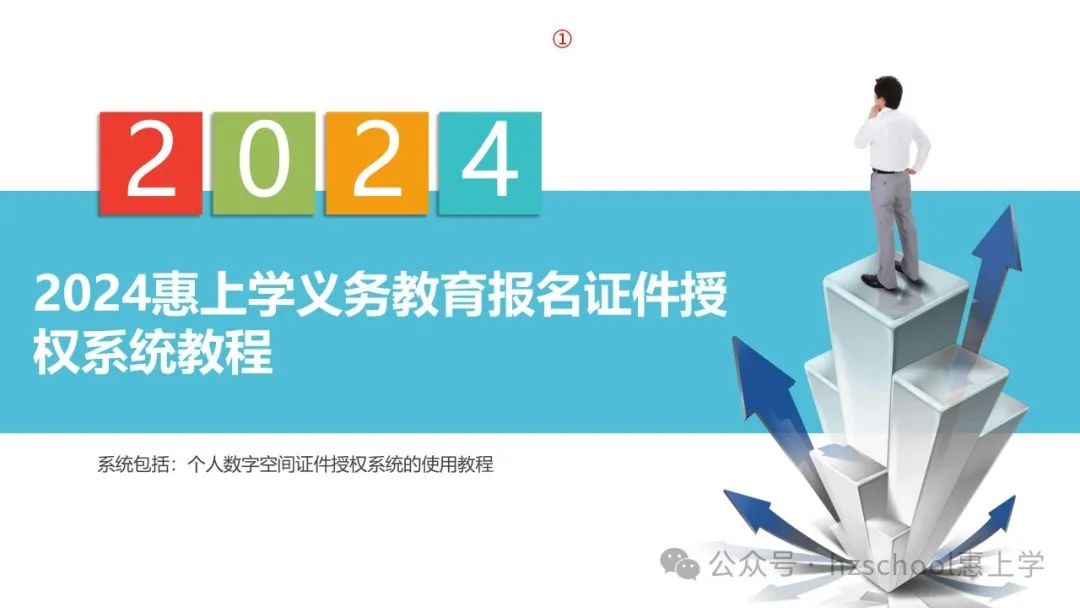 ①
2024
2024惠上学义务教育报名证件授
权系统教程
系统包括：个人数字空间证件授权系统的使用教程
公众号·hzschool惠上学